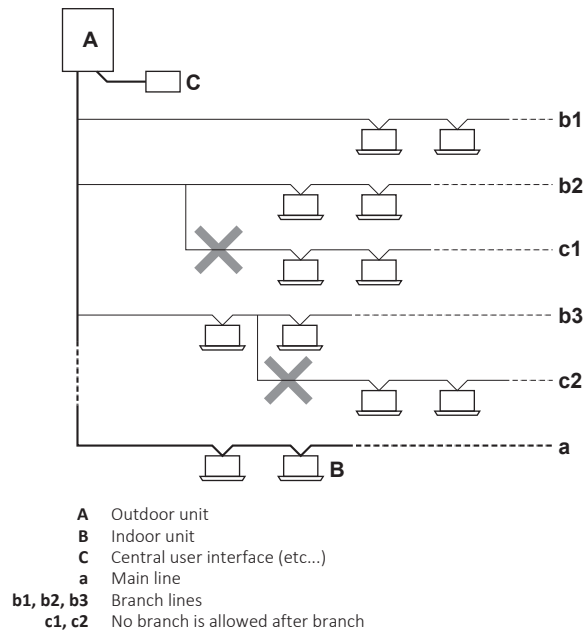 A
C
b1
b2
c1
b3
c2
a
B
A Outdoor unit
B Indoor unit
C Central user interface (etc...)
a Main line
b1, b2, b3 Branch lines
c1, c2 No branch is allowed after branch